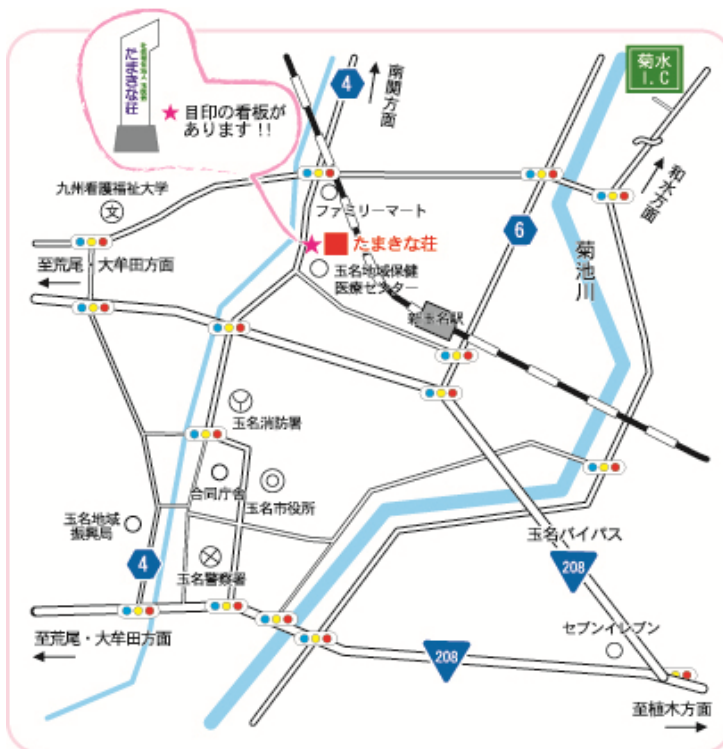 たまきな荘
★ 目印の看板が
あります !!
4
南関方面
菊水
I.C
和水方面
九州看護福祉大学
文
ファミリーマート
6
たまきな荘
菊池川
至荒尾・大牟田方面
玉名地域保健
医療センター
新玉名駅
玉名消防署
合同庁舎
玉名市役所
玉名地域
振興局
4
玉名警察署
玉名バイパス
208
至荒尾・大牟田方面
208
セブンイレブン
至植木方面